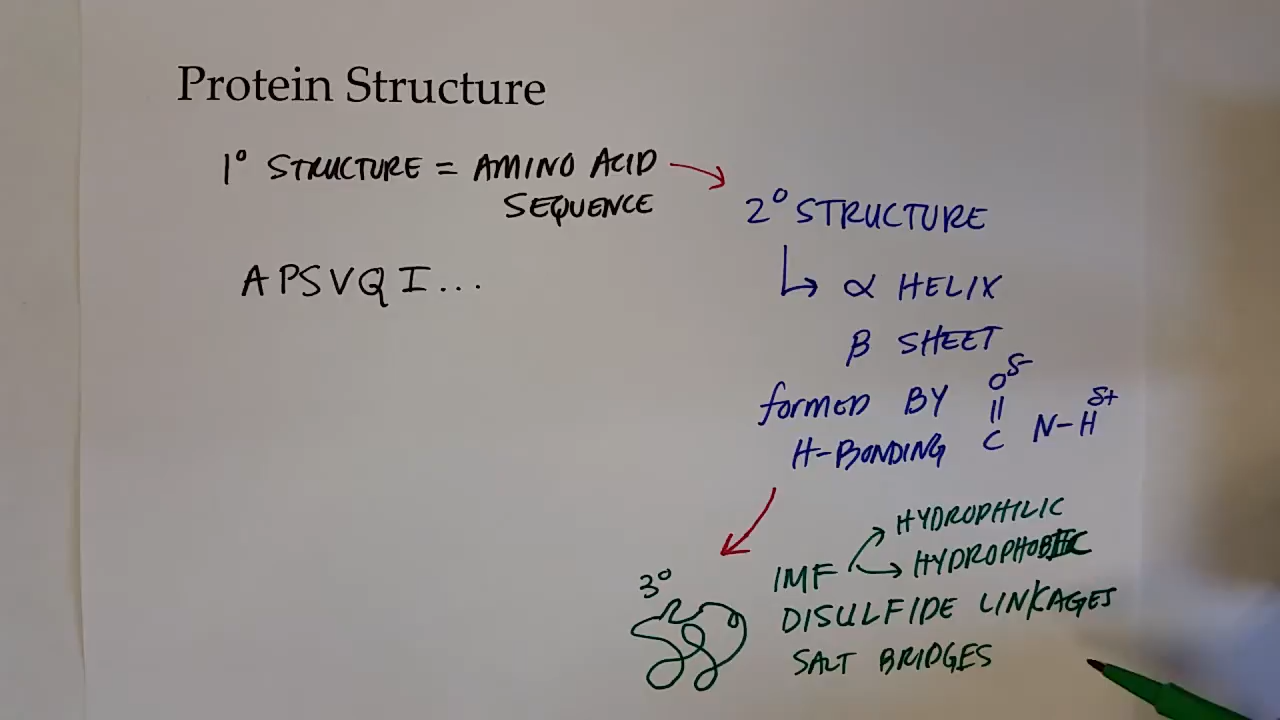 Protein Structure
1° STRUCTURE = AMINO ACID
SEQUENCE
A P S V Q I ...
2° STRUCTURE
α HELIX
β SHEET
formed BY
H-BONDING
O δ-
C
N-H δ+
3°
IMF
HYDROPHILIC
HYDROPHOBIC
DISULFIDE LINKAGES
SALT BRIDGES